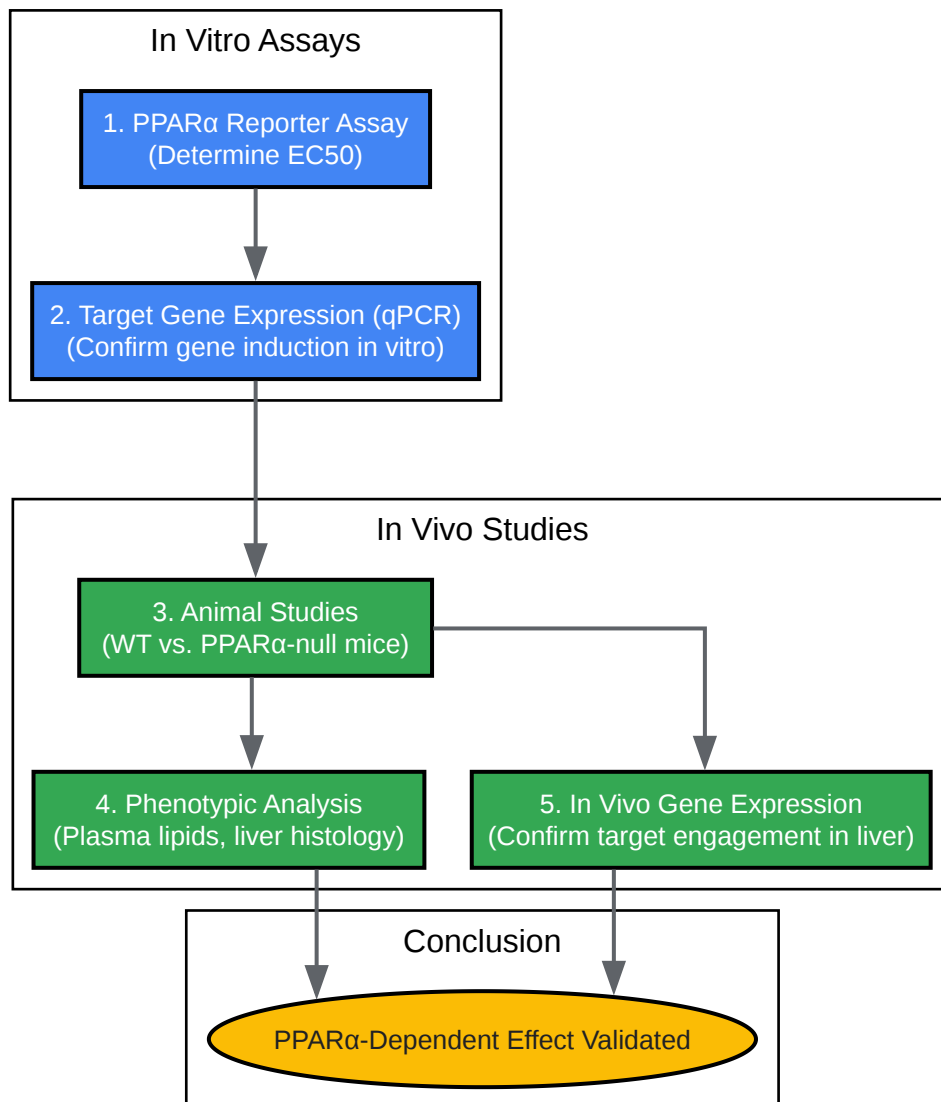 In Vitro Assays
1. PPARα Reporter Assay
(Determine EC50)
2. Target Gene Expression (qPCR)
(Confirm gene induction in vitro)
In Vivo Studies
3. Animal Studies
(WT vs. PPARα-null mice)
4. Phenotypic Analysis
(Plasma lipids, liver histology)
5. In Vivo Gene Expression
(Confirm target engagement in liver)
Conclusion
PPARα-Dependent Effect Validated